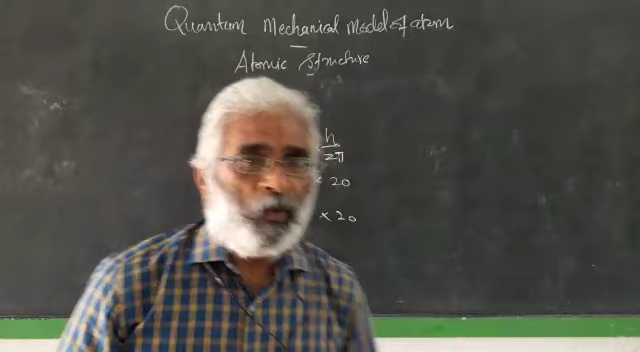 Quantum Mechanical Model of atom
Atomic Structure
h
2π
× 20
× 20